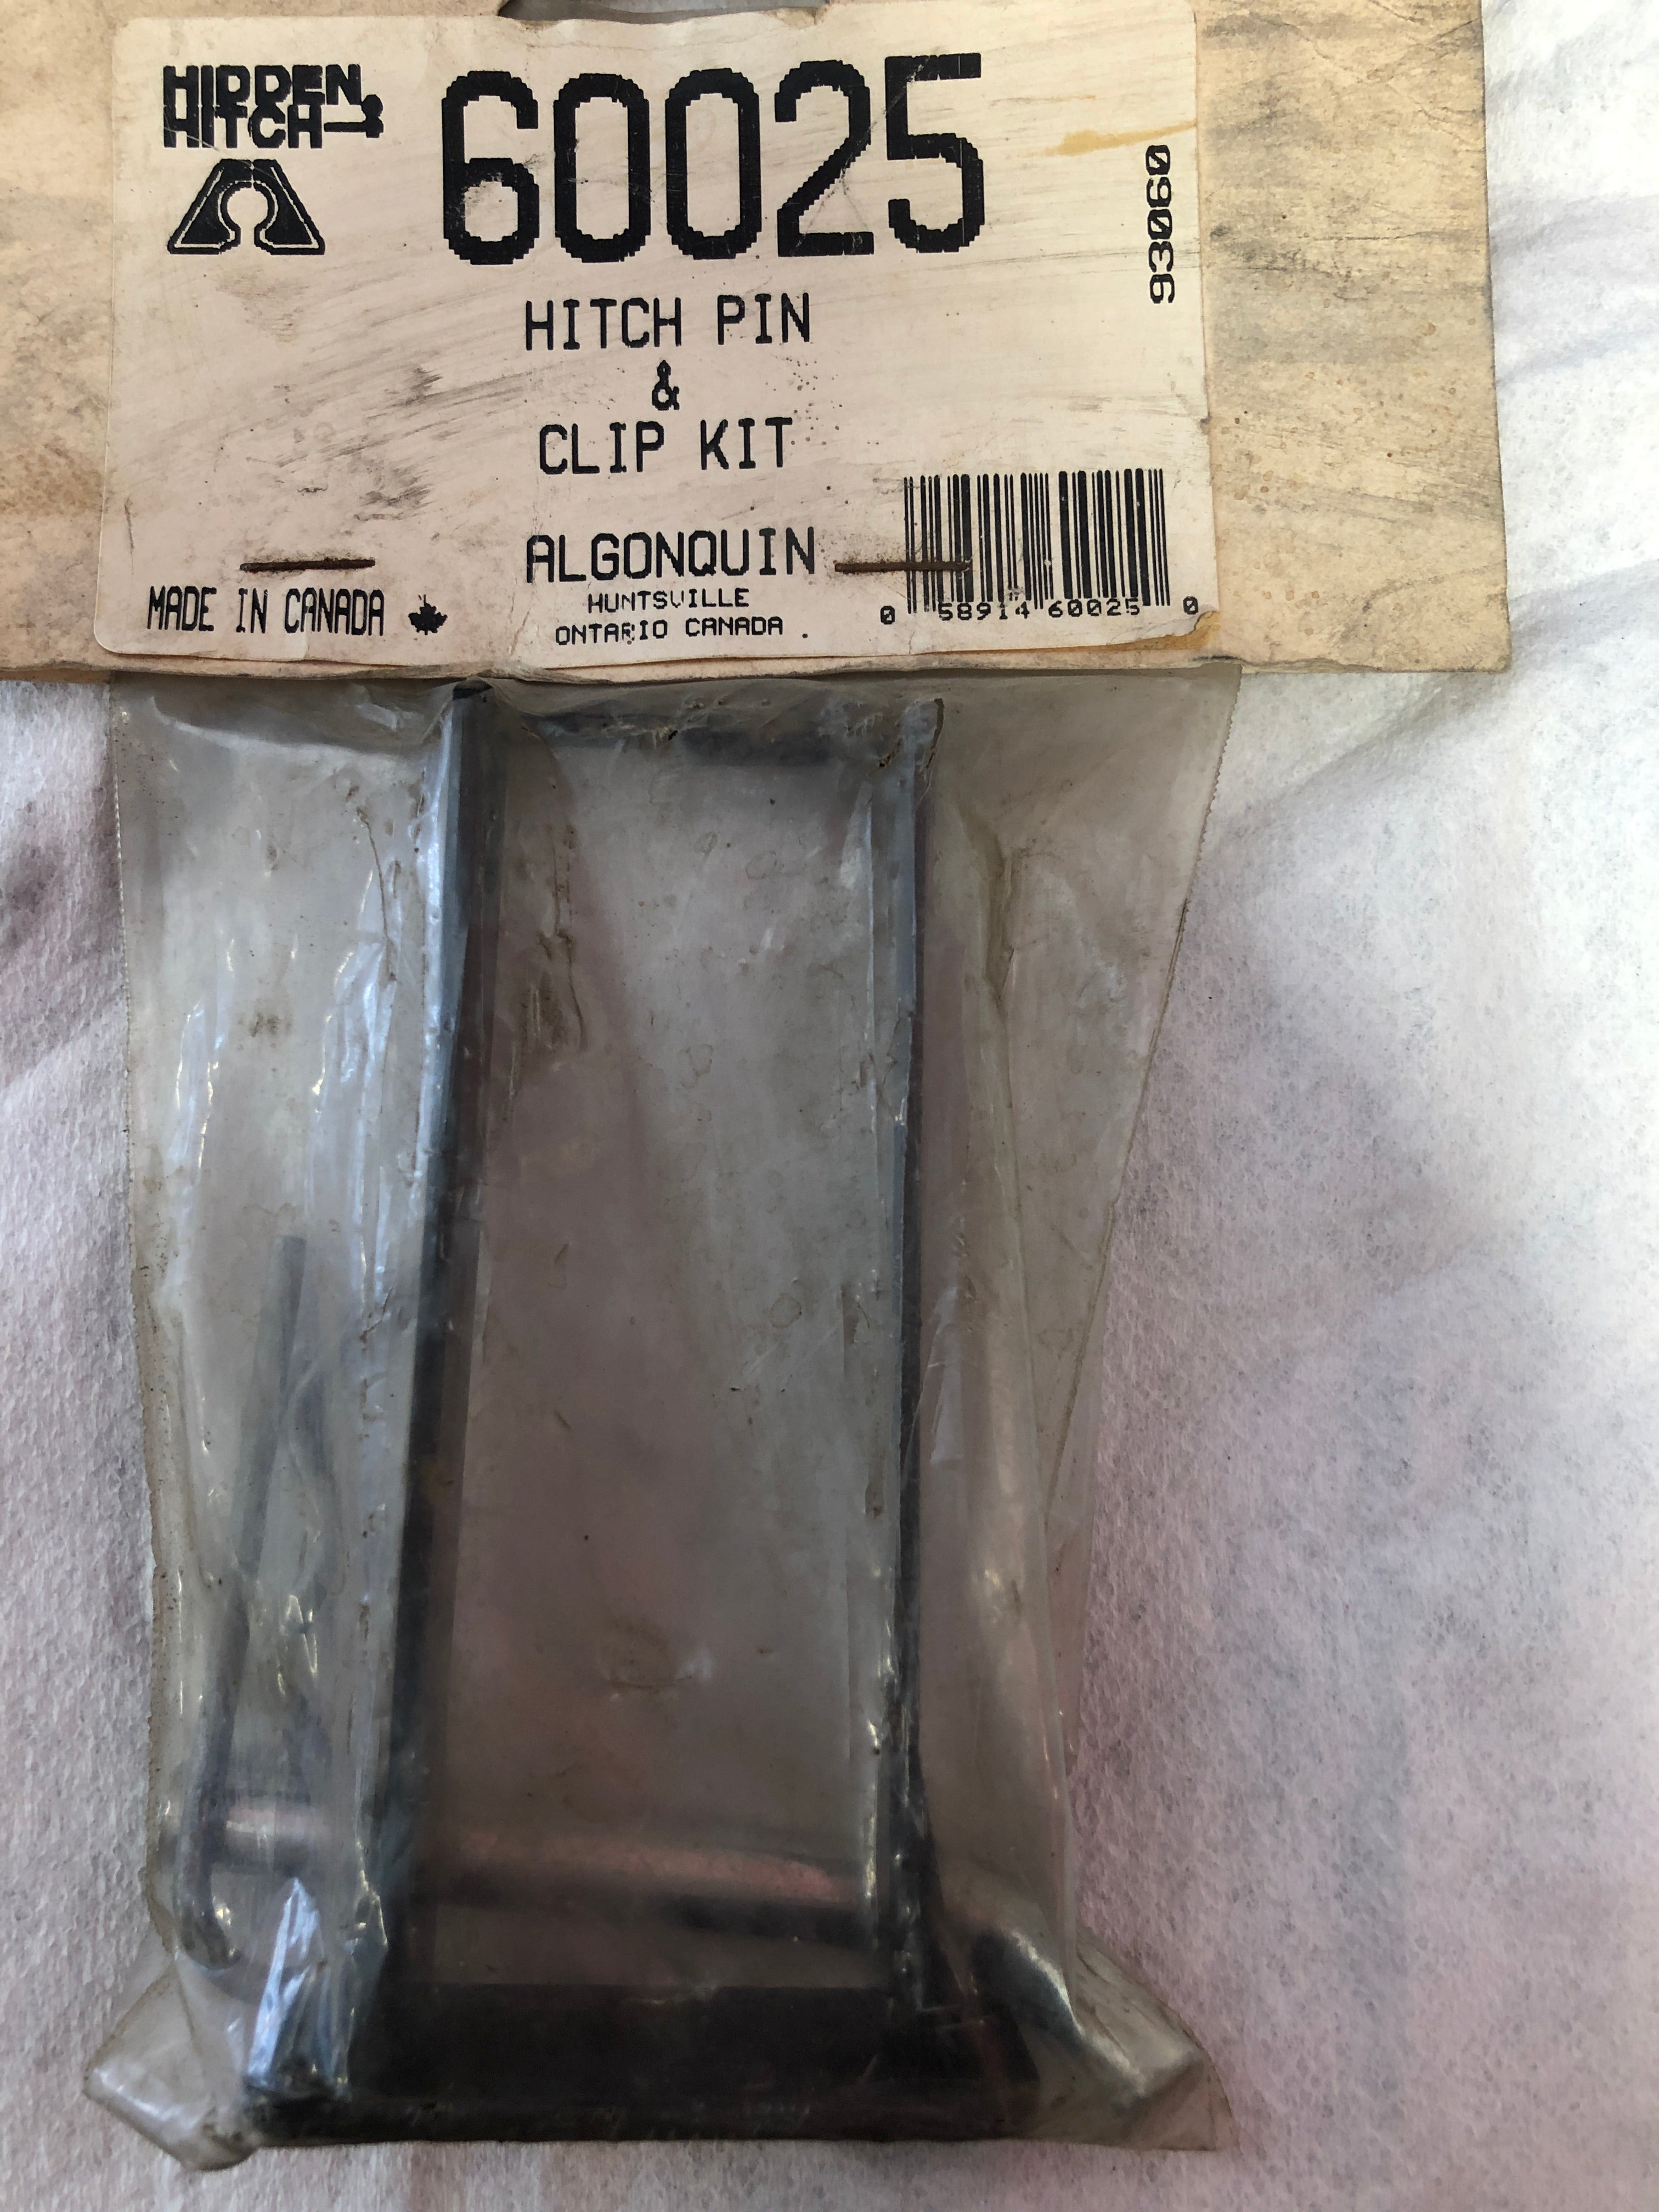 HIDDEN
HITCH
60025
93060
HITCH PIN
&
CLIP KIT
ALGONQUIN
HUNTSVILLE
ONTARIO CANADA .
MADE IN CANADA
0 58914 60025 0